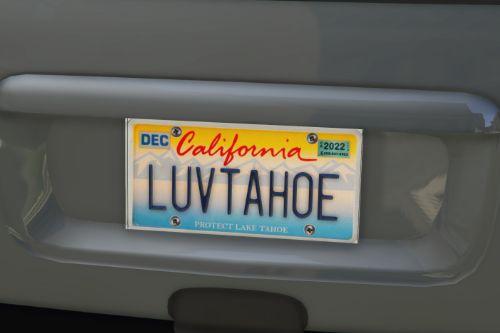 DEC California 2022
LUVTAHOE
PROTECT LAKE TAHOE